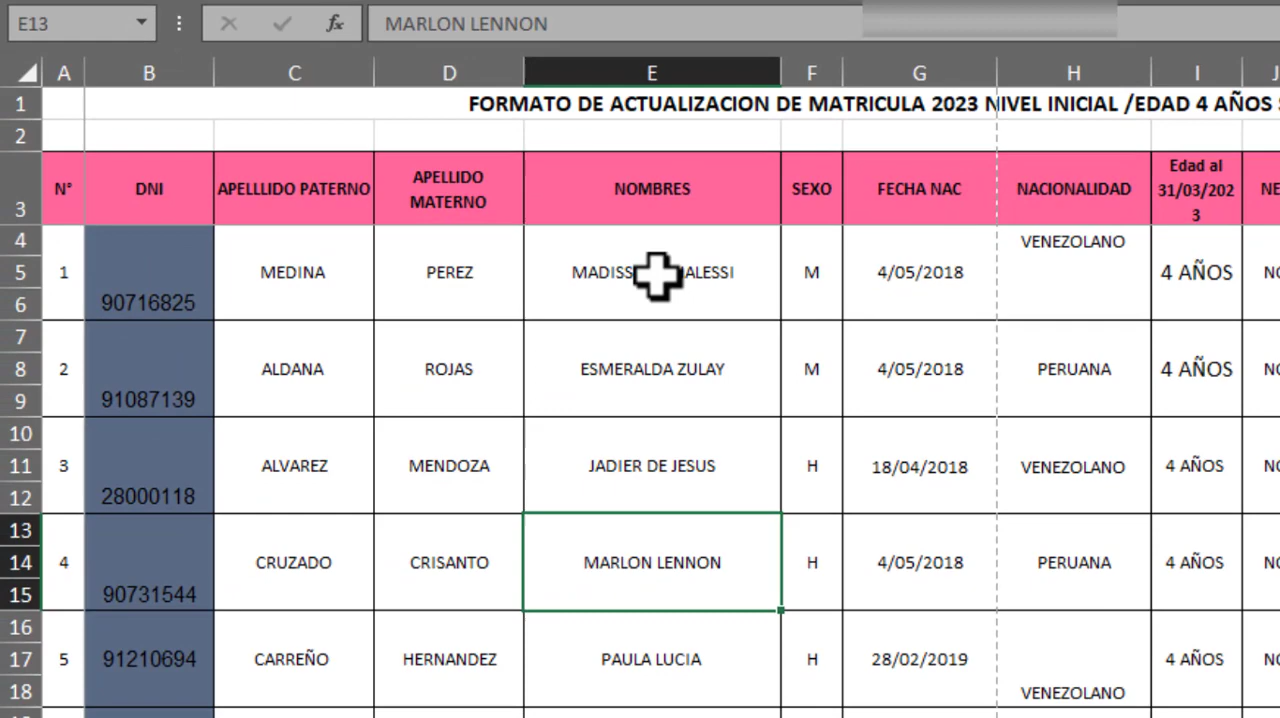 E13 fx MARLON LENNON
A B C D E F G H I J
1 FORMATO DE ACTUALIZACION DE MATRICULA 2023 NIVEL INICIAL /EDAD 4 AÑOS
2
3 N° DNI APELLLIDO PATERNO APELLIDO MATERNO NOMBRES SEXO FECHA NAC NACIONALIDAD Edad al 31/03/2023 NE
4 VENEZOLANO
5 1 MEDINA PEREZ M 4/05/2018 4 AÑOS
6 90716825
7
8 2 ALDANA ROJAS ESMERALDA ZULAY M 4/05/2018 PERUANA 4 AÑOS
9 91087139
10
11 3 ALVAREZ MENDOZA JADIER DE JESUS H 18/04/2019 VENEZOLANO 4 AÑOS
12 28000118
13
14 4 CRUZADO CRISANTO MARLON LENNON H 4/05/2018 PERUANA 4 AÑOS
15 90731544
16
17 5 91210694 CARREÑO HERNANDEZ PAULA LUCIA H 28/02/2019 4 AÑOS
18 VENEZOLANO